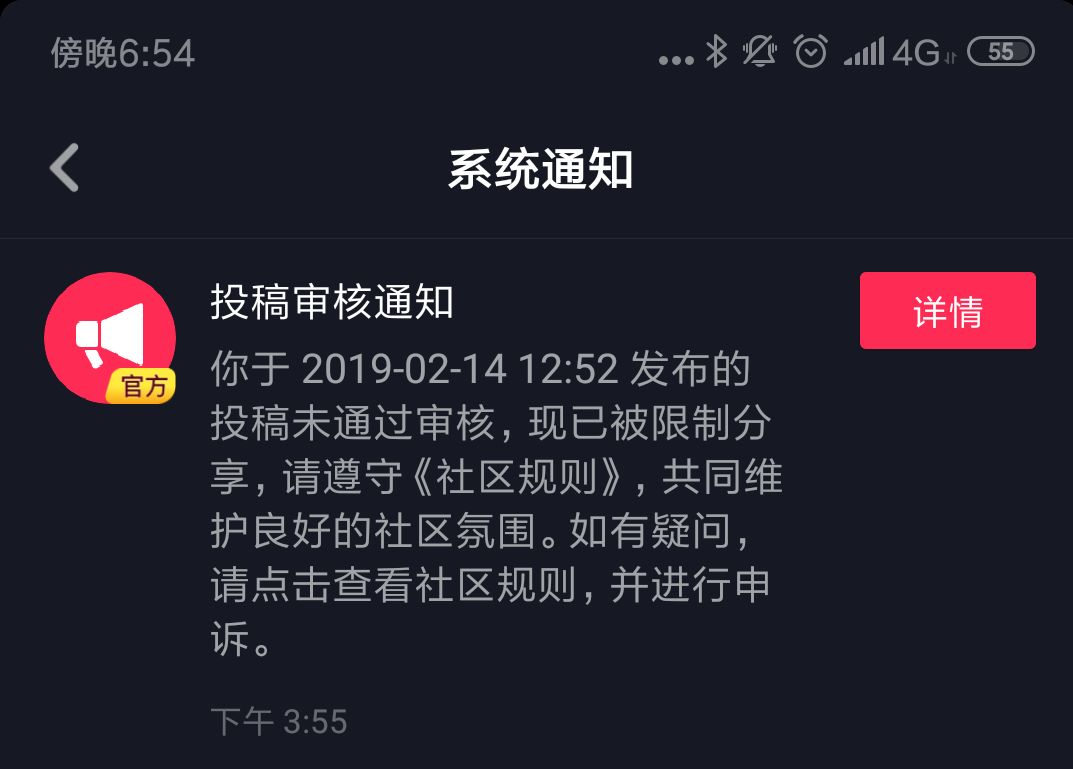 傍晚6:54
4G
55
系统通知
投稿审核通知
详情
官方
你于 2019-02-14 12:52 发布的
投稿未通过审核，现已被限制分
享，请遵守《社区规则》，共同维
护良好的社区氛围。如有疑问，
请点击查看社区规则，并进行申
诉。
下午 3:55